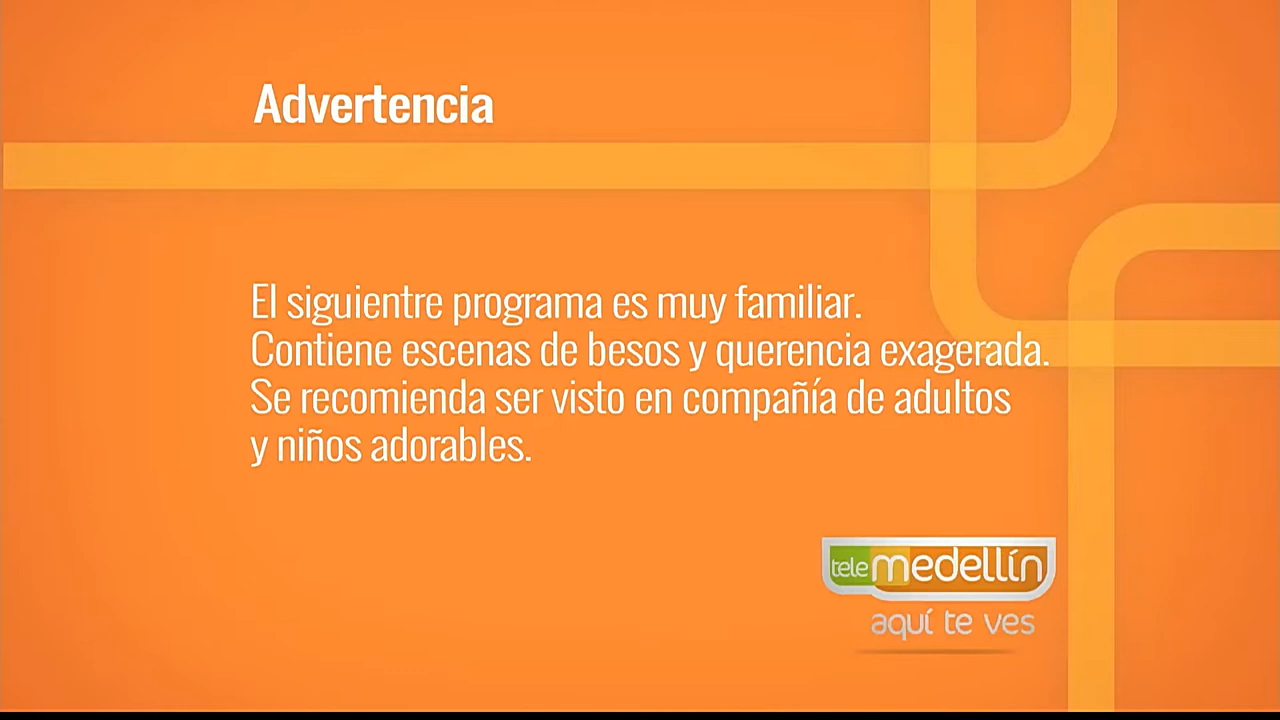 Advertencia
El siguientre programa es muy familiar.
Contiene escenas de besos y querencia exagerada.
Se recomienda ser visto en compañía de adultos
y niños adorables.
telemedellín
aquí te ves